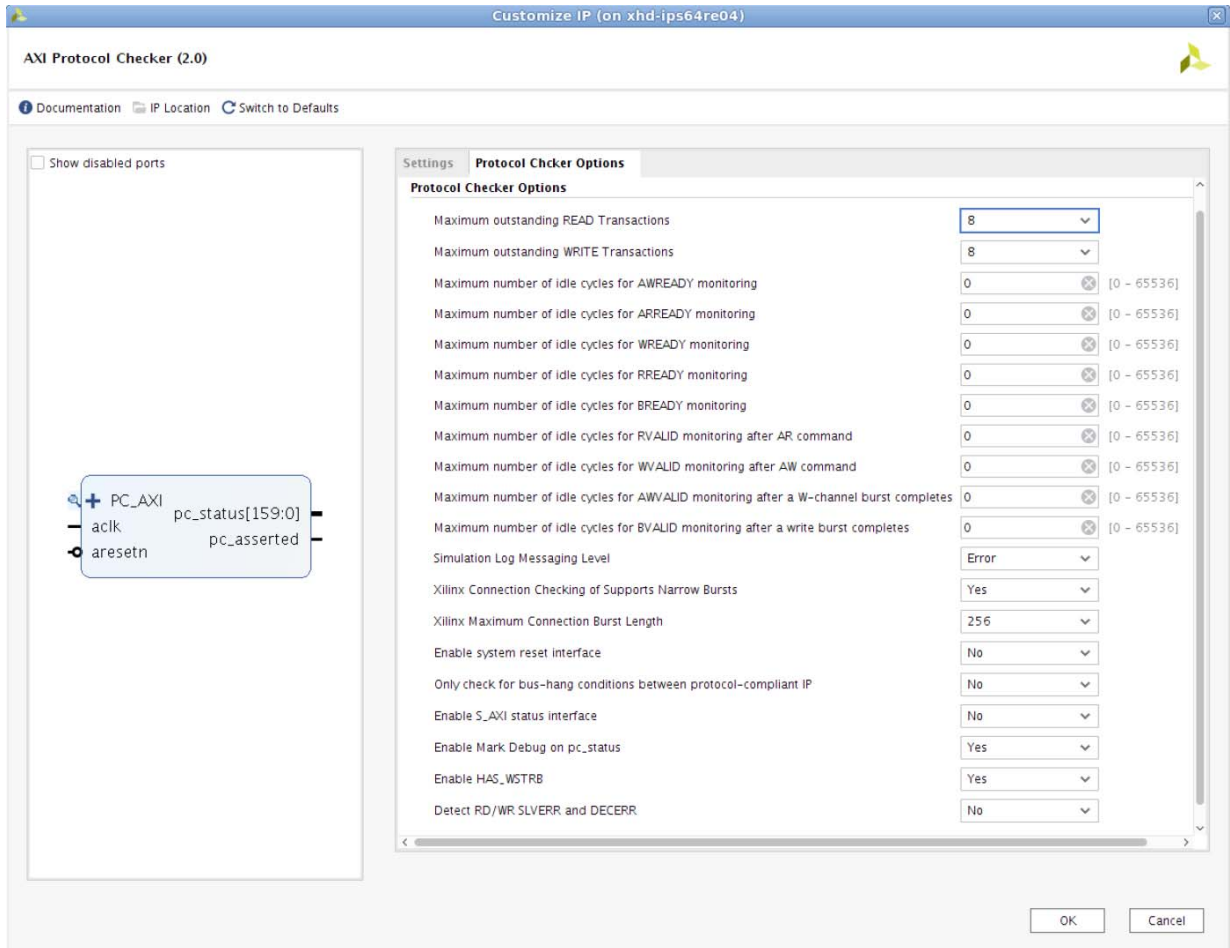 Customize IP (on xhd-ips64re04)
AXI Protocol Checker (2.0)
Documentation IP Location Switch to Defaults
Show disabled ports
PC_AXI
aclk
aresetn
pc_status[159:0]
pc_asserted
Settings Protocol Chcker Options
Protocol Checker Options
Maximum outstanding READ Transactions 8
Maximum outstanding WRITE Transactions 8
Maximum number of idle cycles for AWREADY monitoring 0 [0 - 65536]
Maximum number of idle cycles for ARREADY monitoring 0 [0 - 65536]
Maximum number of idle cycles for WREADY monitoring 0 [0 - 65536]
Maximum number of idle cycles for RREADY monitoring 0 [0 - 65536]
Maximum number of idle cycles for BREADY monitoring 0 [0 - 65536]
Maximum number of idle cycles for RVALID monitoring after AR command 0 [0 - 65536]
Maximum number of idle cycles for WVALID monitoring after AW command 0 [0 - 65536]
Maximum number of idle cycles for AWVALID monitoring after a W-channel burst completes 0 [0 - 65536]
Maximum number of idle cycles for BVALID monitoring after a write burst completes 0 [0 - 65536]
Simulation Log Messaging Level Error
Xilinx Connection Checking of Supports Narrow Bursts Yes
Xilinx Maximum Connection Burst Length 256
Enable system reset interface No
Only check for bus-hang conditions between protocol-compliant IP No
Enable S_AXI status interface No
Enable Mark Debug on pc_status Yes
Enable HAS_WSTRB Yes
Detect RD/WR SLVERR and DECERR No
OK Cancel